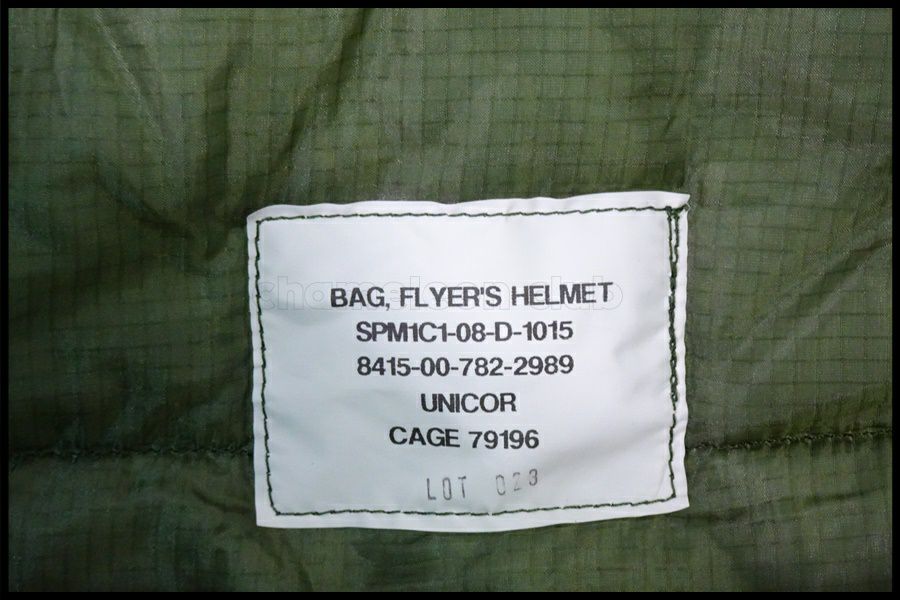 BAG, FLYER'S HELMET
SPM1C1-08-D-1015
8415-00-782-2989
UNICOR
CAGE 79196
LOT 023